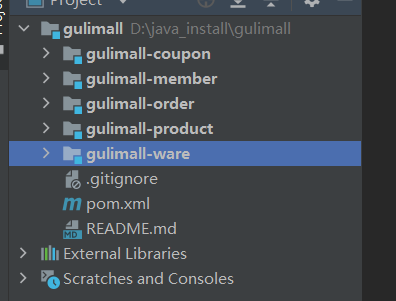 Project
gulimall D:\java_install\gulimall
gulimall-coupon
gulimall-member
gulimall-order
gulimall-product
gulimall-ware
.gitignore
pom.xml
README.md
External Libraries
Scratches and Consoles